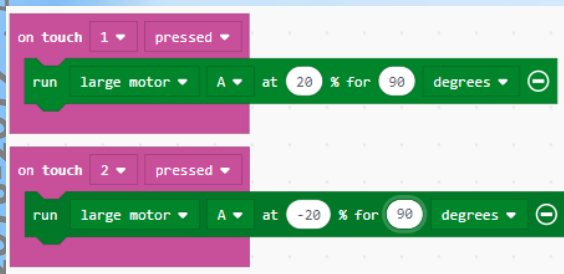 on touch 1 pressed
run large motor A at 20 % for 90 degrees
on touch 2 pressed
run large motor A at -20 % for 90 degrees